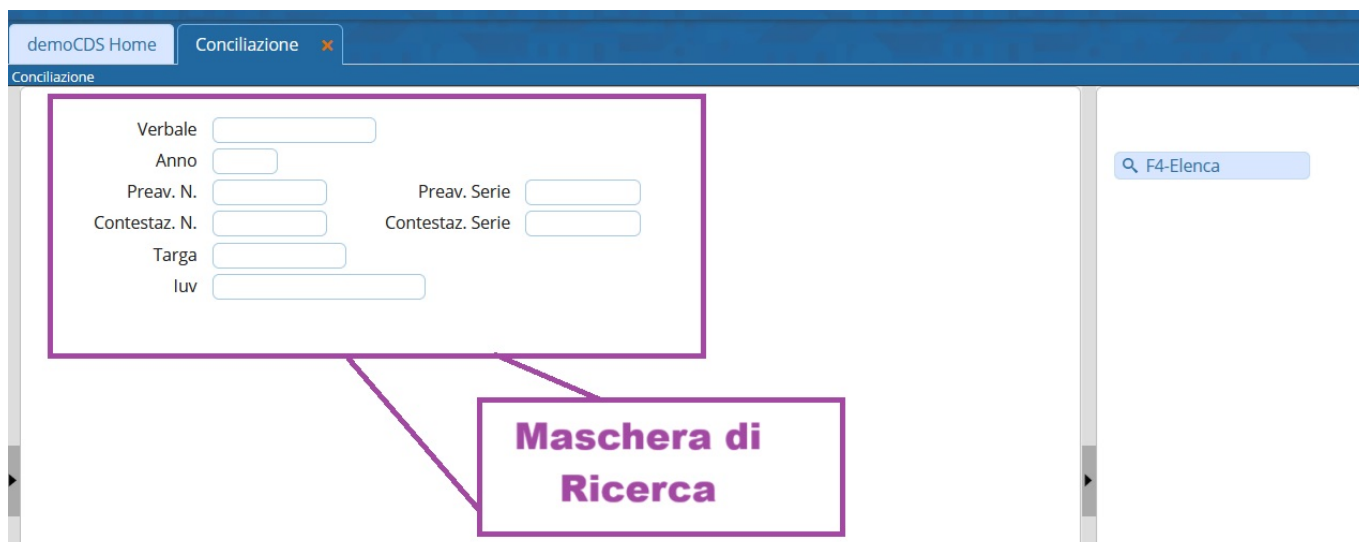 demoCDS Home
Conciliazione ×
Conciliazione
Verbale
Anno
Preav. N.
Preav. Serie
Contestaz. N.
Contestaz. Serie
Targa
Iuv
F4-Elenca
Maschera di
Ricerca